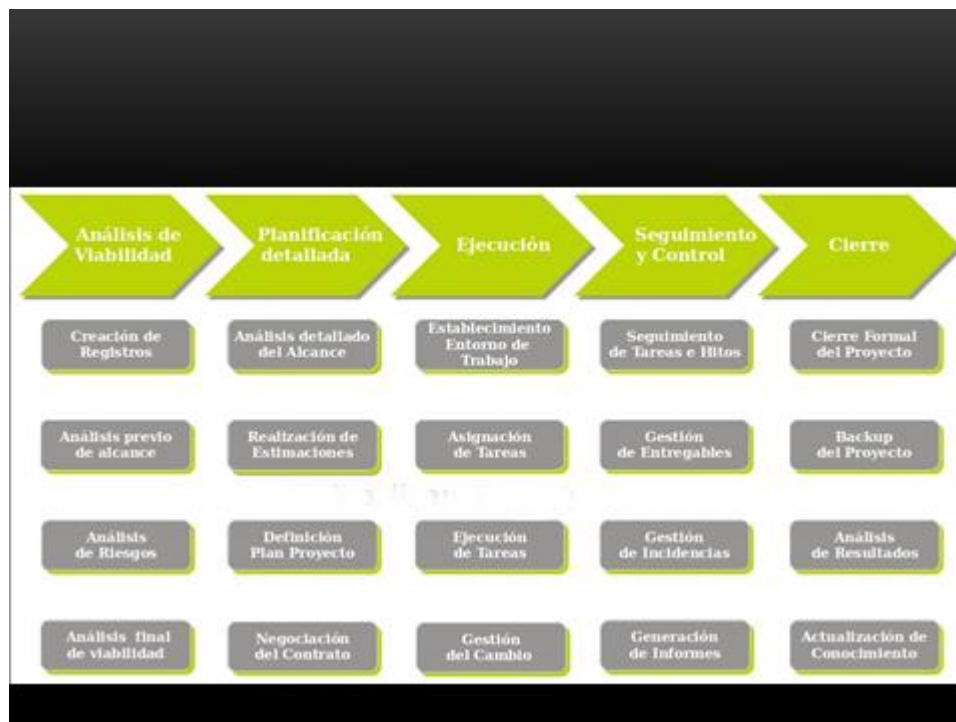 Análisis de
Viabilidad
Planificación
detallada
Ejecución
Seguimiento
y Control
Cierre
Creación de
Registros
Análisis detallado
del Alcance
Establecimiento
Entorno de
Trabajo
Seguimiento
de Tareas e Hitos
Cierre Formal
del Proyecto
Análisis previo
de alcance
Realización de
Estimaciones
Asignación
de Tareas
Gestión
de Entregables
Backup
del Proyecto
Análisis
de Riesgos
Definición
Plan Proyecto
Ejecución
de Tareas
Gestión
de Incidencias
Análisis
de Resultados
Análisis final
de viabilidad
Negociación
del Contrato
Gestión
del Cambio
Generación
de Informes
Actualización de
Conocimiento